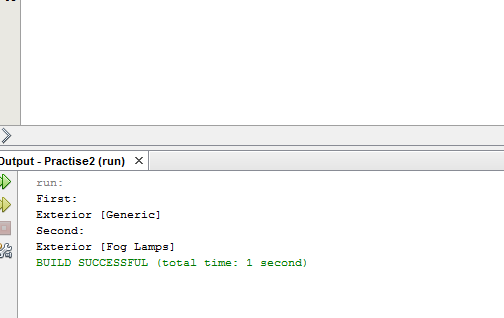 Output - Practise2 (run)
run:
First:
Exterior [Generic]
Second:
Exterior [Fog Lamps]
BUILD SUCCESSFUL (total time: 1 second)